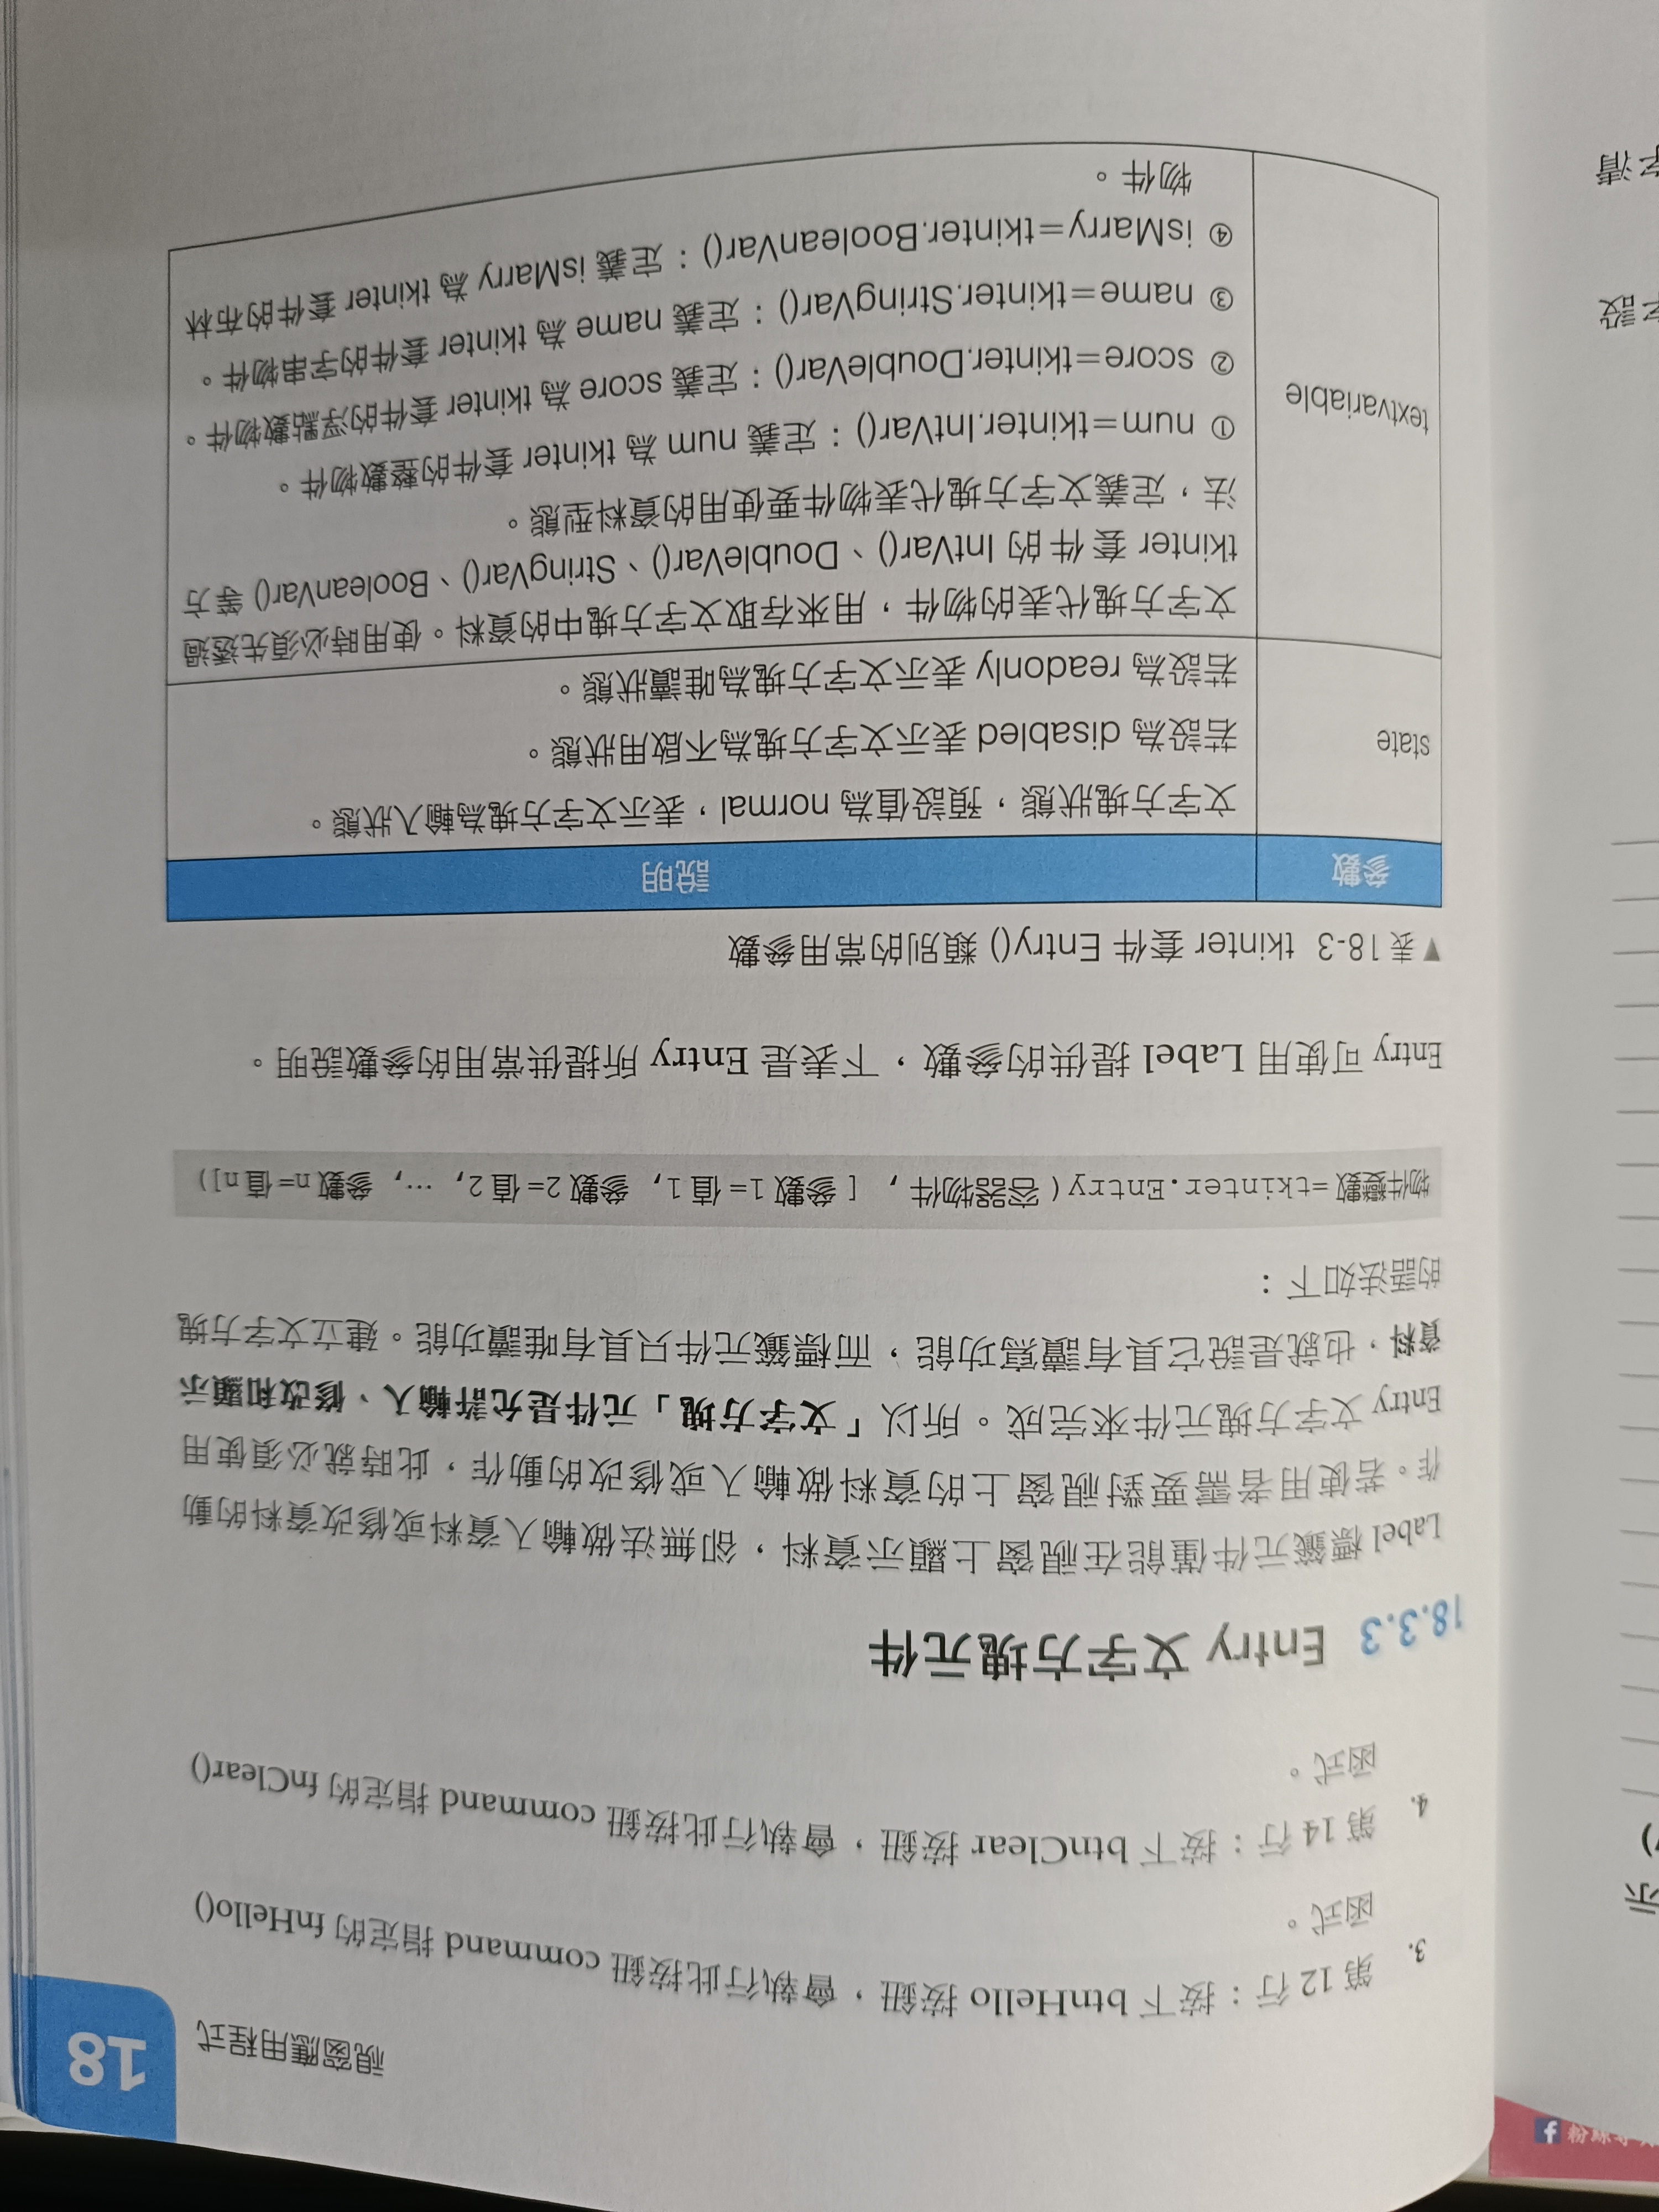 視窗應用程式
18
3. 第 12 行：按下 btnHello 按鈕，會執行此按鈕 command 指定的 fnHello()
函式。
4. 第 14 行：按下 btnClear 按鈕，會執行此按鈕 command 指定的 fnClear()
函式。
18.3.3 Entry 文字方塊元件
Label 標籤元件僅能在視窗上顯示資料，卻無法做輸入資料或修改資料的動
作。若使用者需要對視窗上的資料做輸入或修改的動作，此時就必須使用
Entry 文字方塊元件來完成。所以「文字方塊」元件是允許輸入、修改和顯示
資料，也就是說它具有讀寫功能，而標籤元件只具有唯讀功能。建立文字方塊
的語法如下：
物件變數=tkinter.Entry( 容器物件 , [ 參數 1= 值 1, 參數 2= 值 2, …, 參數 n= 值 n])
Entry 可使用 Label 提供的參數，下表是 Entry 所提供常用的參數說明。
▼表 18-3 tkinter 套件 Entry() 類別的常用參數
參數 說明
state
文字方塊狀態，預設值為 normal，表示文字方塊為輸入狀態。
若設為 disabled 表示文字方塊為不啟用狀態。
若設為 readonly 表示文字方塊為唯讀狀態。
textvariable
文字方塊代表的物件，用來存取文字方塊中的資料。使用時必須先透過
tkinter 套件的 IntVar()、DoubleVar()、StringVar()、BooleanVar() 等方
法，定義文字方塊代表物件要使用的資料型態。
① num=tkinter.IntVar()：定義 num 為 tkinter 套件的整數物件。
② score=tkinter.DoubleVar()：定義 score 為 tkinter 套件的浮點數物件。
③ name=tkinter.StringVar()：定義 name 為 tkinter 套件的字串物件。
④ isMarry=tkinter.BooleanVar()：定義 isMarry 為 tkinter 套件的布林
物件。
示
)
字設
字清